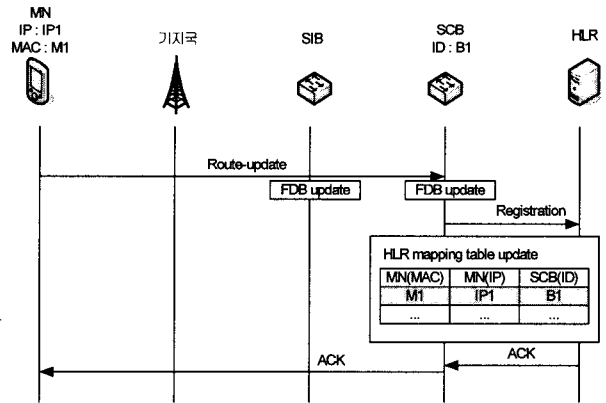 MN
IP : IP1
MAC : M1
기지국
SIB
SCB
ID : B1
HLR
Route-update
FDB update
FDB update
Registration
HLR mapping table update
MN(MAC) MN(IP) SCB(ID)
M1 IP1 B1
... ... ...
ACK
ACK